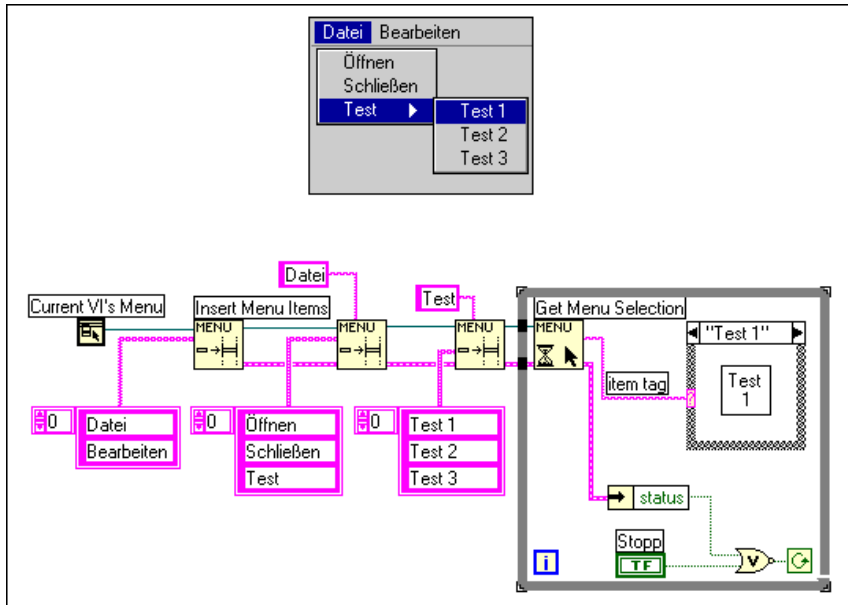 Datei Bearbeiten
Öffnen
Schließen
Test
Test 1
Test 2
Test 3
Datei
Test
Current VI's Menu
Insert Menu Items
Get Menu Selection
MENU
MENU
MENU
MENU
"Test 1"
Test
1
item tag
?
0
Datei
Bearbeiten
0
Öffnen
Schließen
Test
0
Test 1
Test 2
Test 3
status
Stopp
TF
i
V